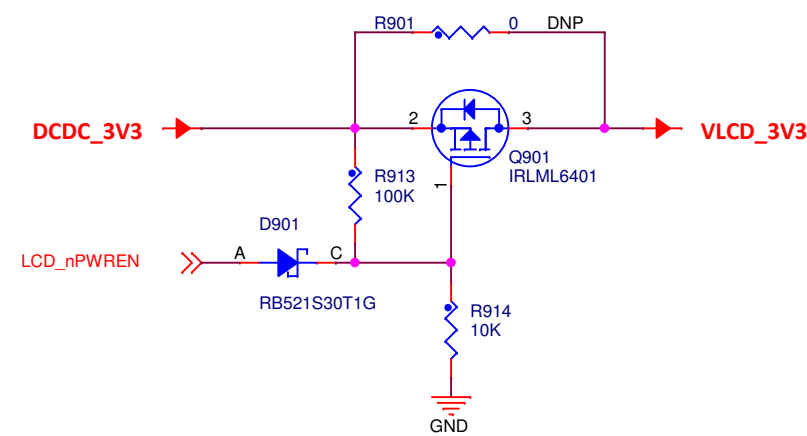 R901 0 DNP
DCDC_3V3 2 3 VLCD_3V3
Q901
IRLML6401
R913
100K
1
D901
LCD_nPWREN A C
RB521S30T1G
R914
10K
GND